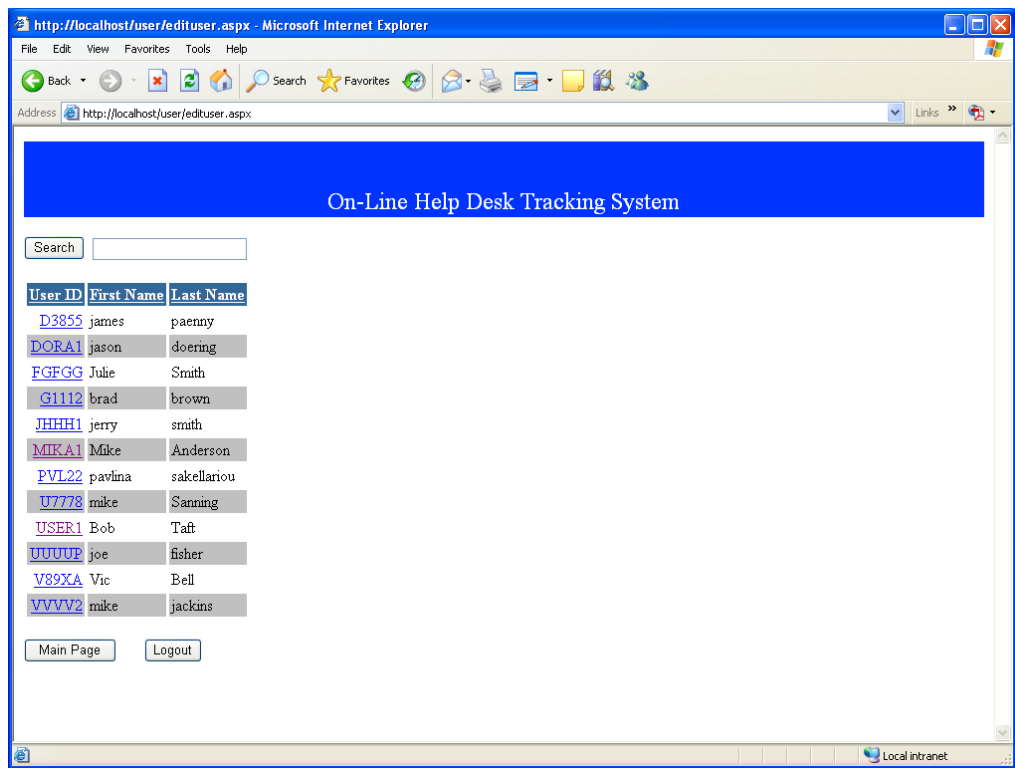 http://localhost/user/edituser.aspx - Microsoft Internet Explorer
File Edit View Favorites Tools Help
Back Search Favorites
Address http://localhost/user/edituser.aspx Links »
On-Line Help Desk Tracking System
Search
User ID First Name Last Name
D3855 james paenny
DORA1 jason doering
FGFGG Julie Smith
G1112 brad brown
JHHH1 jerry smith
MIKA1 Mike Anderson
PVL22 pavlina sakellariou
U7778 mike Sanning
USER1 Bob Taft
UUUUP joe fisher
V89XA Vic Bell
VVVV2 mike jackins
Main Page Logout
Local intranet